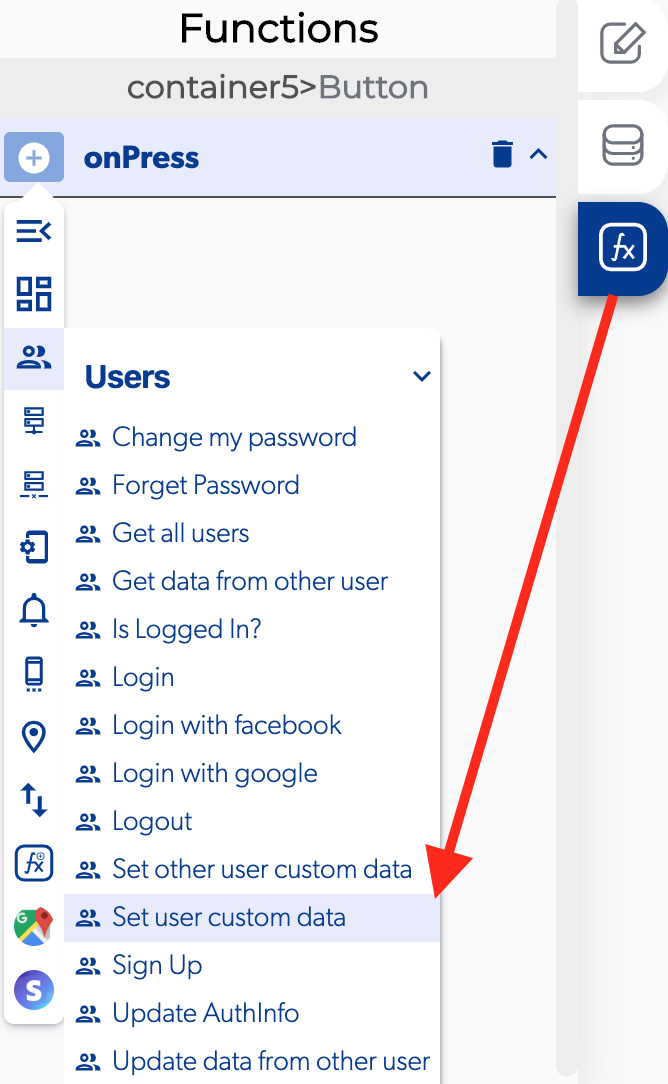 Functions
container5>Button
onPress
fx
Users
Change my password
Forget Password
Get all users
Get data from other user
Is Logged In?
Login
Login with facebook
Login with google
Logout
Set other user custom data
fx
Set user custom data
G
Sign Up
S
Update AuthInfo
Update data from other user